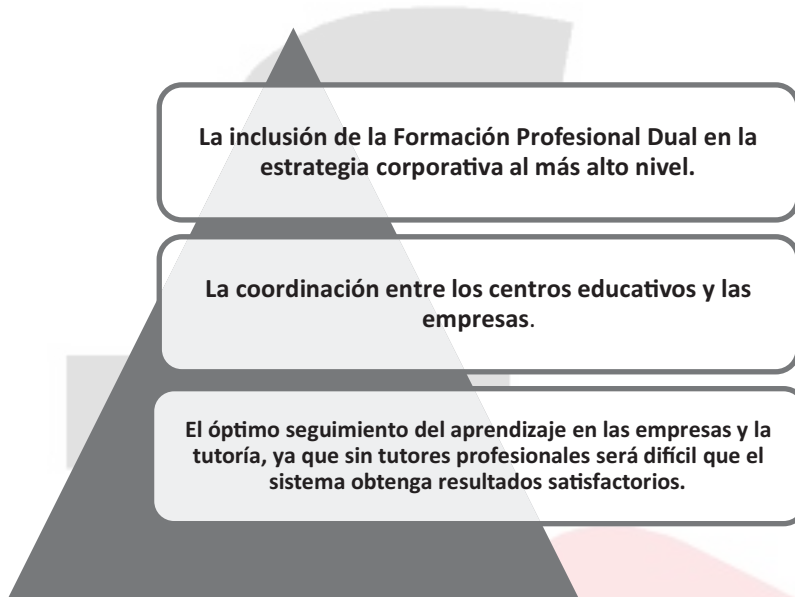 La inclusión de la Formación Profesional Dual en la
estrategia corporativa al más alto nivel.
La coordinación entre los centros educativos y las
empresas.
El óptimo seguimiento del aprendizaje en las empresas y la
tutoría, ya que sin tutores profesionales será difícil que el
sistema obtenga resultados satisfactorios.